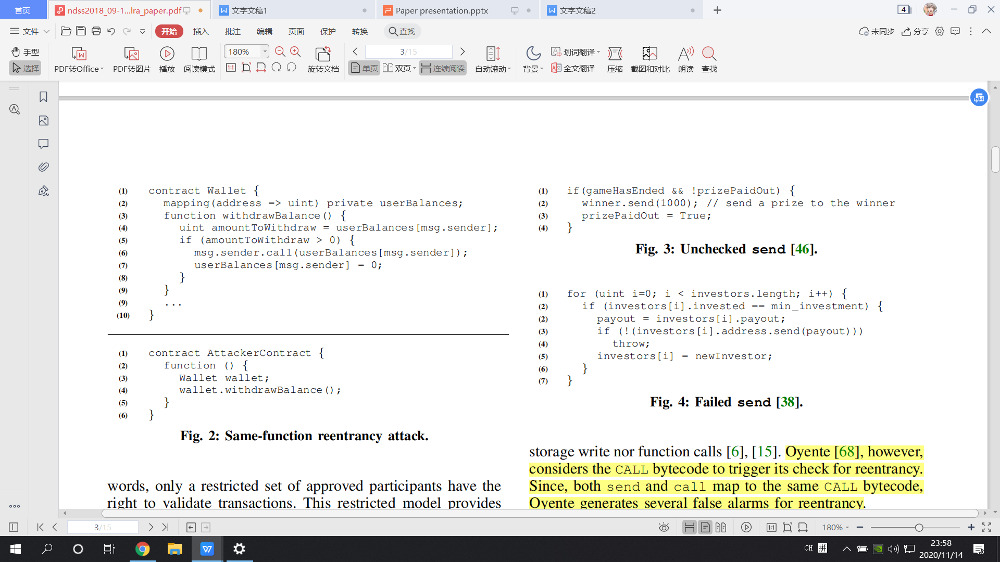 首页
ndss2018_09-1...lra_paper.pdf
文字文稿1
Paper presentation.pptx
文字文稿2
4
文件
开始
插入
批注
编辑
页面
保护
转换
查找
未同步
分享
手型
选择
PDF转Office
PDF转图片
播放
阅读模式
180%
1:1
旋转文档
3/15
单页
双页
连续阅读
自动滚动
背景
划词翻译
全文翻译
压缩
截图和对比
朗读
查找
(1) contract Wallet {
(2) mapping(address => uint) private userBalances;
(3) function withdrawBalance() {
(4) uint amountToWithdraw = userBalances[msg.sender];
(5) if (amountToWithdraw > 0) {
(6) msg.sender.call(userBalances[msg.sender]);
(7) userBalances[msg.sender] = 0;
(8) }
(9) }
(9) ...
(10) }
(1) contract AttackerContract {
(2) function () {
(3) Wallet wallet;
(4) wallet.withdrawBalance();
(5) }
(6) }
Fig. 2: Same-function reentrancy attack.
words, only a restricted set of approved participants have the
right to validate transactions. This restricted model provides
(1) if(gameHasEnded && !prizePaidOut) {
(2) winner.send(1000); // send a prize to the winner
(3) prizePaidOut = True;
(4) }
Fig. 3: Unchecked send [46].
(1) for (uint i=0; i < investors.length; i++) {
(2) if (investors[i].invested == min_investment) {
(2) payout = investors[i].payout;
(3) if (!(investors[i].address.send(payout)))
(4) throw;
(5) investors[i] = newInvestor;
(6) }
(7) }
Fig. 4: Failed send [38].
storage write nor function calls [6], [15]. Oyente [68], however,
considers the CALL bytecode to trigger its check for reentrancy.
Since, both send and call map to the same CALL bytecode,
Oyente generates several false alarms for reentrancy.
3/15
1:1
180%
CH
拼
23:58
2020/11/14